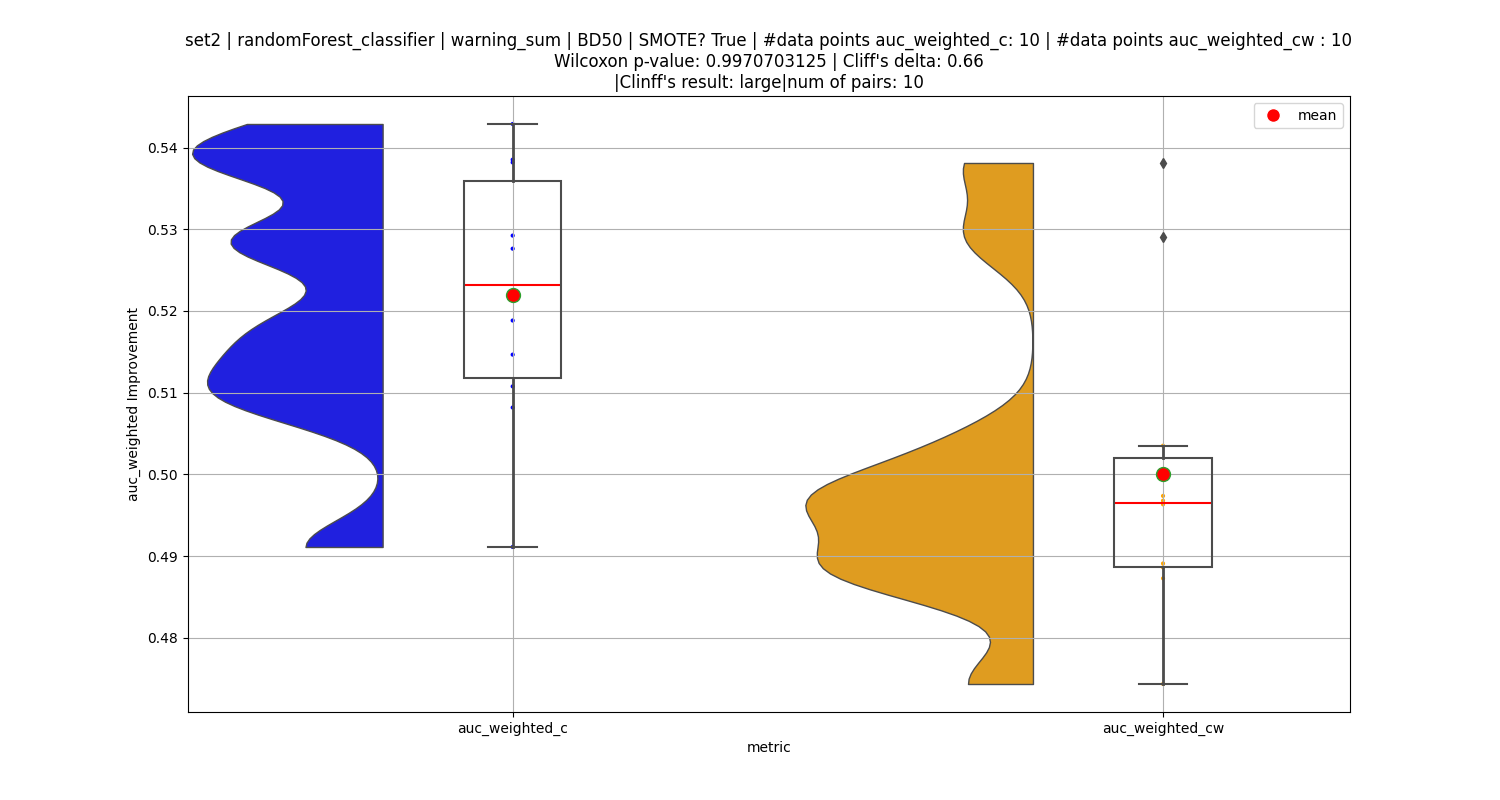 set2 | randomForest_classifier | warning_sum | BD50 | SMOTE? True | #data points auc_weighted_c: 10 | #data points auc_weighted_cw : 10
Wilcoxon p-value: 0.9970703125 | Cliff's delta: 0.66
|Clinff's result: large|num of pairs: 10
mean
0.54
0.53
0.52
0.51
0.50
0.49
0.48
auc_weighted Improvement
auc_weighted_c
auc_weighted_cw
metric